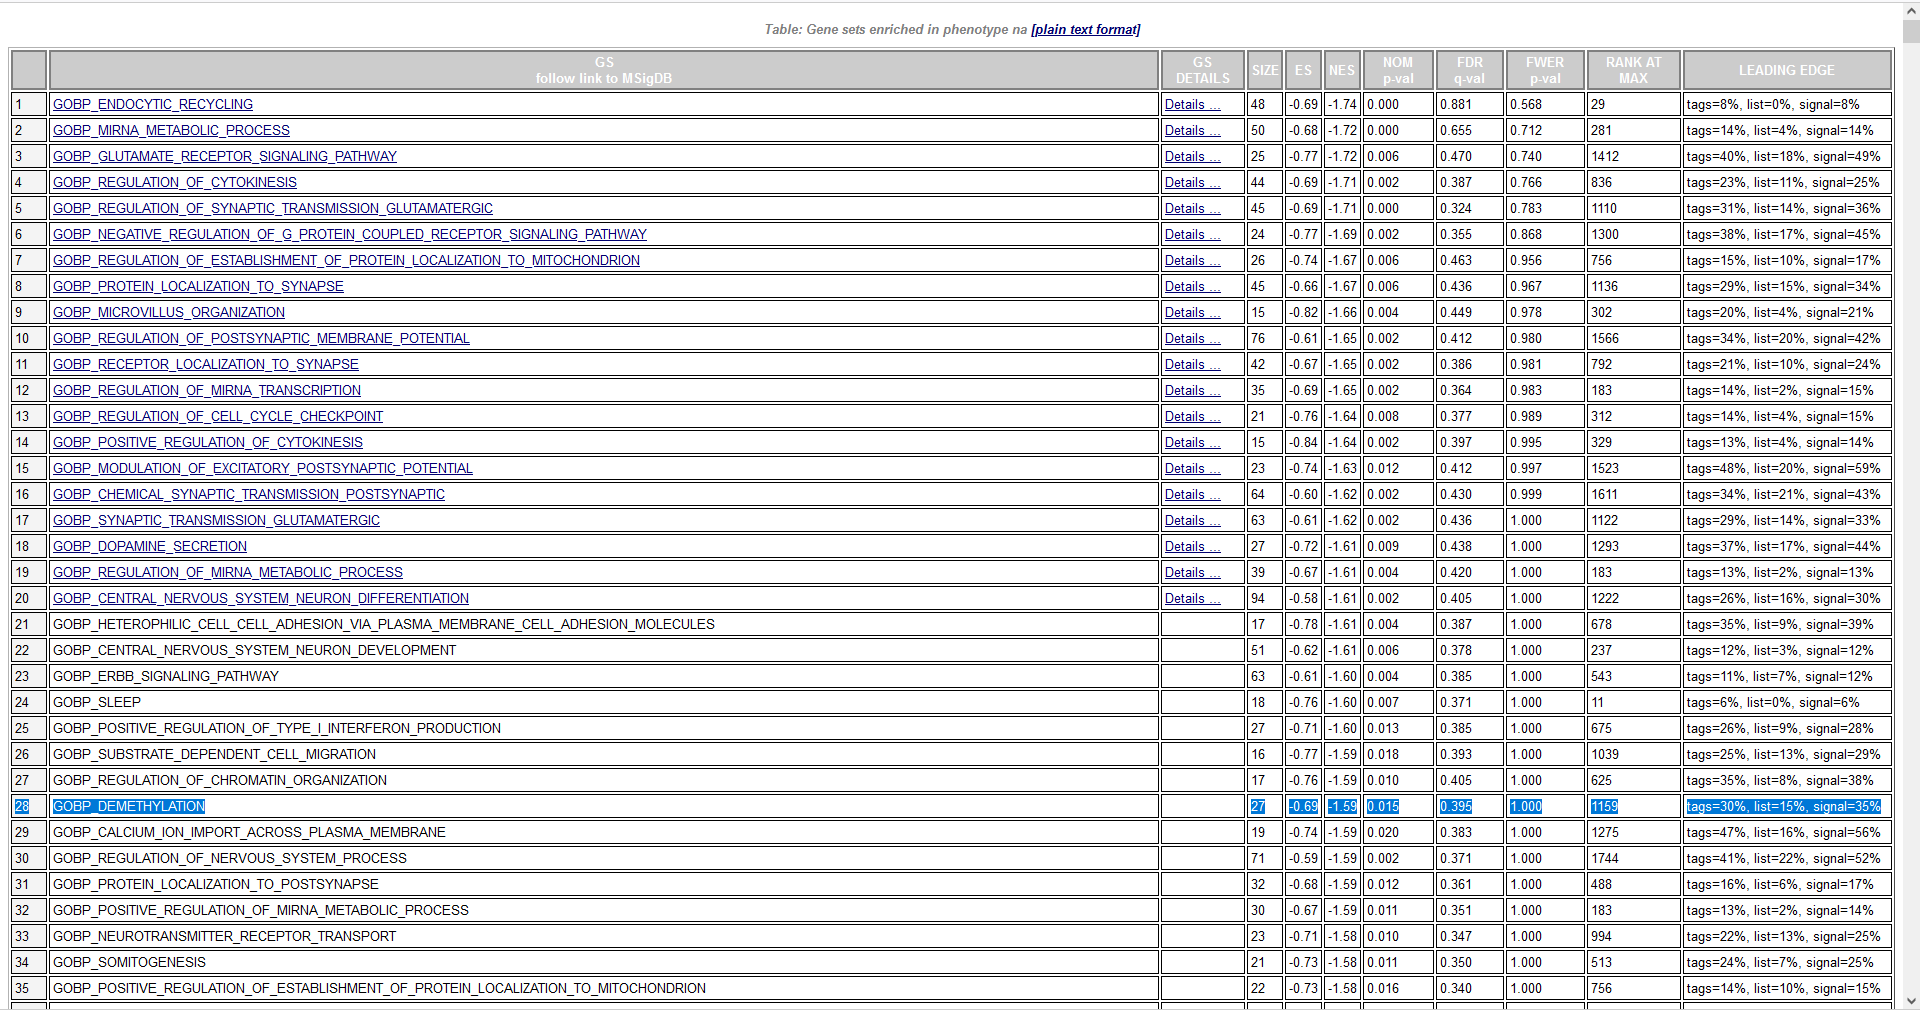 Table: Gene sets enriched in phenotype na [plain text format]
GS follow link to MSigDB GS DETAILS SIZE ES NES NOM p-val FDR q-val FWER p-val RANK AT MAX LEADING EDGE
1 GOBP_ENDOCYTIC_RECYCLING Details ... 48 -0.69 -1.74 0.000 0.881 0.568 29 tags=8%, list=0%, signal=8%
2 GOBP_MIRNA_METABOLIC_PROCESS Details ... 50 -0.68 -1.72 0.000 0.655 0.712 281 tags=14%, list=4%, signal=14%
3 GOBP_GLUTAMATE_RECEPTOR_SIGNALING_PATHWAY Details ... 25 -0.77 -1.72 0.006 0.470 0.740 1412 tags=40%, list=18%, signal=49%
4 GOBP_REGULATION_OF_CYTOKINESIS Details ... 44 -0.69 -1.71 0.002 0.387 0.766 836 tags=23%, list=11%, signal=25%
5 GOBP_REGULATION_OF_SYNAPTIC_TRANSMISSION_GLUTAMATERGIC Details ... 45 -0.69 -1.71 0.000 0.324 0.783 1110 tags=31%, list=14%, signal=36%
6 GOBP_NEGATIVE_REGULATION_OF_G_PROTEIN_COUPLED_RECEPTOR_SIGNALING_PATHWAY Details ... 24 -0.77 -1.69 0.002 0.355 0.868 1300 tags=38%, list=17%, signal=45%
7 GOBP_REGULATION_OF_ESTABLISHMENT_OF_PROTEIN_LOCALIZATION_TO_MITOCHONDRION Details ... 26 -0.74 -1.67 0.006 0.463 0.956 756 tags=15%, list=10%, signal=17%
8 GOBP_PROTEIN_LOCALIZATION_TO_SYNAPSE Details ... 45 -0.66 -1.67 0.006 0.436 0.967 1136 tags=29%, list=15%, signal=34%
9 GOBP_MICROVILLUS_ORGANIZATION Details ... 15 -0.82 -1.66 0.004 0.449 0.978 302 tags=20%, list=4%, signal=21%
10 GOBP_REGULATION_OF_POSTSYNAPTIC_MEMBRANE_POTENTIAL Details ... 76 -0.61 -1.65 0.002 0.412 0.980 1566 tags=34%, list=20%, signal=42%
11 GOBP_RECEPTOR_LOCALIZATION_TO_SYNAPSE Details ... 42 -0.67 -1.65 0.002 0.386 0.981 792 tags=21%, list=10%, signal=24%
12 GOBP_REGULATION_OF_MIRNA_TRANSCRIPTION Details ... 35 -0.69 -1.65 0.002 0.364 0.983 183 tags=14%, list=2%, signal=15%
13 GOBP_REGULATION_OF_CELL_CYCLE_CHECKPOINT Details ... 21 -0.76 -1.64 0.008 0.377 0.989 312 tags=14%, list=4%, signal=15%
14 GOBP_POSITIVE_REGULATION_OF_CYTOKINESIS Details ... 15 -0.84 -1.64 0.002 0.397 0.995 329 tags=13%, list=4%, signal=14%
15 GOBP_MODULATION_OF_EXCITATORY_POSTSYNAPTIC_POTENTIAL Details ... 23 -0.74 -1.63 0.012 0.412 0.997 1523 tags=48%, list=20%, signal=59%
16 GOBP_CHEMICAL_SYNAPTIC_TRANSMISSION_POSTSYNAPTIC Details ... 64 -0.60 -1.62 0.002 0.430 0.999 1611 tags=34%, list=21%, signal=43%
17 GOBP_SYNAPTIC_TRANSMISSION_GLUTAMATERGIC Details ... 63 -0.61 -1.62 0.002 0.436 1.000 1122 tags=29%, list=14%, signal=33%
18 GOBP_DOPAMINE_SECRETION Details ... 27 -0.72 -1.61 0.009 0.438 1.000 1293 tags=37%, list=17%, signal=44%
19 GOBP_REGULATION_OF_MIRNA_METABOLIC_PROCESS Details ... 39 -0.67 -1.61 0.004 0.420 1.000 183 tags=13%, list=2%, signal=13%
20 GOBP_CENTRAL_NERVOUS_SYSTEM_NEURON_DIFFERENTIATION Details ... 94 -0.58 -1.61 0.002 0.405 1.000 1222 tags=26%, list=16%, signal=30%
21 GOBP_HETEROPHILIC_CELL_CELL_ADHESION_VIA_PLASMA_MEMBRANE_CELL_ADHESION_MOLECULES 17 -0.78 -1.61 0.004 0.387 1.000 678 tags=35%, list=9%, signal=39%
22 GOBP_CENTRAL_NERVOUS_SYSTEM_NEURON_DEVELOPMENT 51 -0.62 -1.61 0.006 0.378 1.000 237 tags=12%, list=3%, signal=12%
23 GOBP_ERBB_SIGNALING_PATHWAY 63 -0.61 -1.60 0.004 0.385 1.000 543 tags=11%, list=7%, signal=12%
24 GOBP_SLEEP 18 -0.76 -1.60 0.007 0.371 1.000 11 tags=6%, list=0%, signal=6%
25 GOBP_POSITIVE_REGULATION_OF_TYPE_I_INTERFERON_PRODUCTION 27 -0.71 -1.60 0.013 0.385 1.000 675 tags=26%, list=9%, signal=28%
26 GOBP_SUBSTRATE_DEPENDENT_CELL_MIGRATION 16 -0.77 -1.59 0.018 0.393 1.000 1039 tags=25%, list=13%, signal=29%
27 GOBP_REGULATION_OF_CHROMATIN_ORGANIZATION 17 -0.76 -1.59 0.010 0.405 1.000 625 tags=35%, list=8%, signal=38%
28 GOBP_DEMETHYLATION 27 -0.69 -1.59 0.015 0.395 1.000 1159 tags=30%, list=15%, signal=35%
29 GOBP_CALCIUM_ION_IMPORT_ACROSS_PLASMA_MEMBRANE 19 -0.74 -1.59 0.020 0.383 1.000 1275 tags=47%, list=16%, signal=56%
30 GOBP_REGULATION_OF_NERVOUS_SYSTEM_PROCESS 71 -0.59 -1.59 0.002 0.371 1.000 1744 tags=41%, list=22%, signal=52%
31 GOBP_PROTEIN_LOCALIZATION_TO_POSTSYNAPSE 32 -0.68 -1.59 0.012 0.361 1.000 488 tags=16%, list=6%, signal=17%
32 GOBP_POSITIVE_REGULATION_OF_MIRNA_METABOLIC_PROCESS 30 -0.67 -1.59 0.011 0.351 1.000 183 tags=13%, list=2%, signal=14%
33 GOBP_NEUROTRANSMITTER_RECEPTOR_TRANSPORT 23 -0.71 -1.58 0.010 0.347 1.000 994 tags=22%, list=13%, signal=25%
34 GOBP_SOMITOGENESIS 21 -0.73 -1.58 0.011 0.350 1.000 513 tags=24%, list=7%, signal=25%
35 GOBP_POSITIVE_REGULATION_OF_ESTABLISHMENT_OF_PROTEIN_LOCALIZATION_TO_MITOCHONDRION 22 -0.73 -1.58 0.016 0.340 1.000 756 tags=14%, list=10%, signal=15%